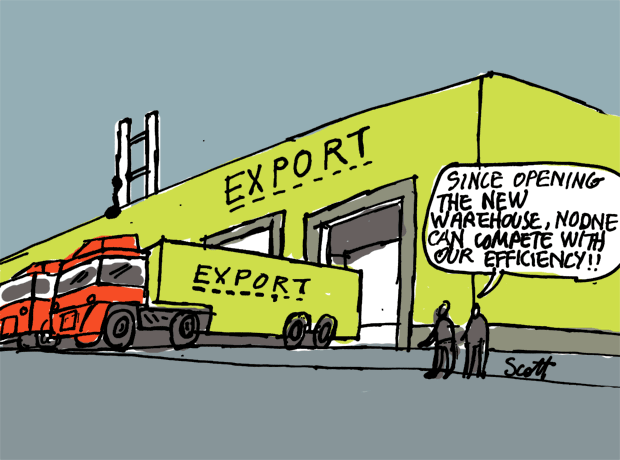 EXPORT
EXPORT
SINCE OPENING
THE NEW
WAREHOUSE, NOONE
CAN COMPETE WITH
OUR EFFICIENCY!!
Scott